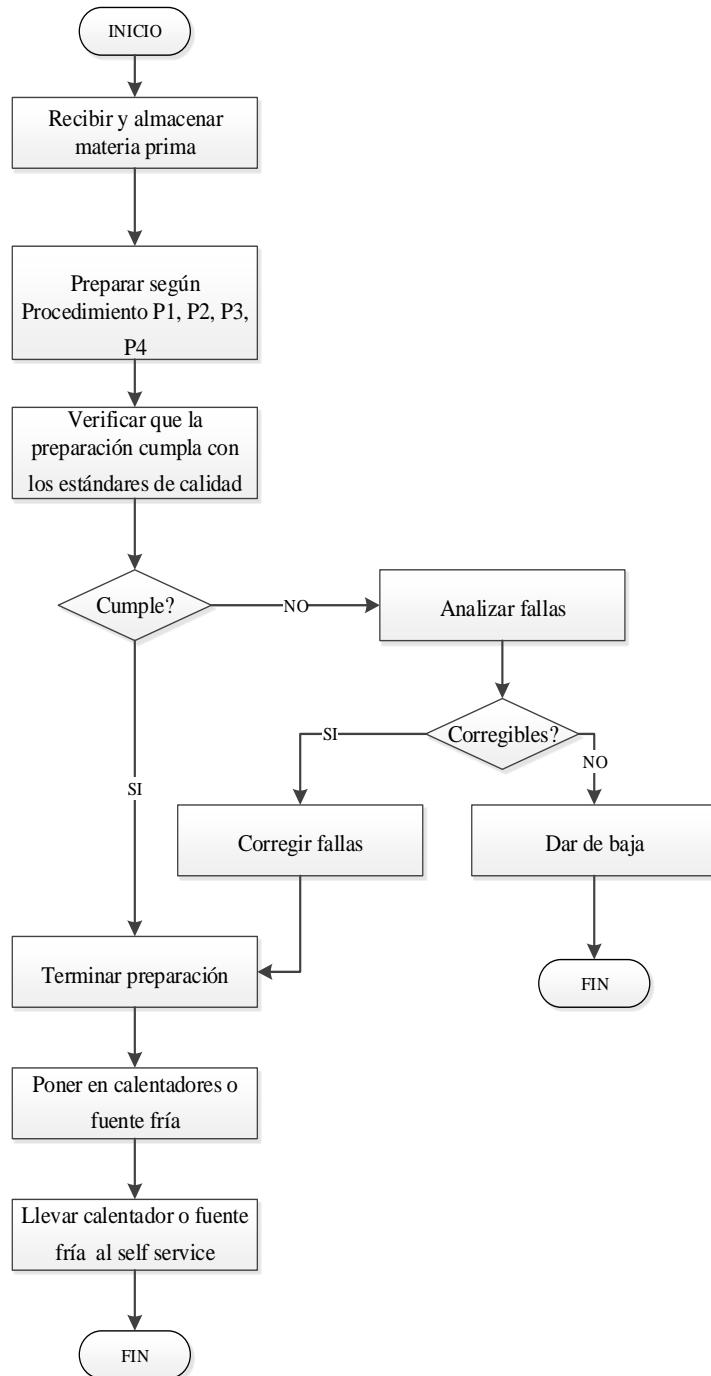 INICIO
Recibir y almacenar
materia prima
Preparar según
Procedimiento P1, P2, P3,
P4
Verificar que la
preparación cumpla con
los estándares de calidad
Cumple?
NO
Analizar fallas
SI
Corregibles?
SI
NO
Corregir fallas
Dar de baja
Terminar preparación
FIN
Poner en calentadores o
fuente fría
Llevar calentador o fuente
fría al self service
FIN